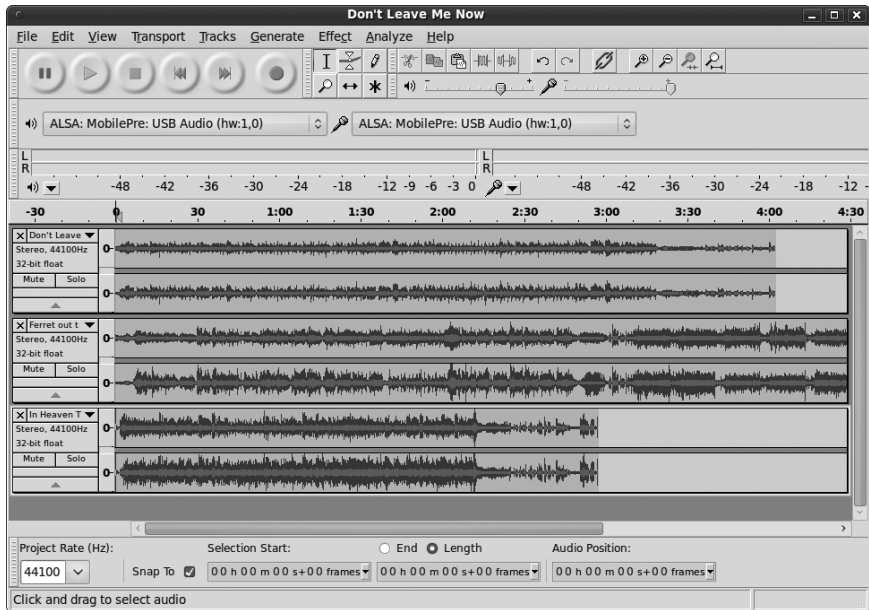 Don't Leave Me Now
File Edit View Transport Tracks Generate Effect Analyze Help
ALSA: MobilePre: USB Audio (hw:1,0) ALSA: MobilePre: USB Audio (hw:1,0)
L L
R R
-48 -42 -36 -30 -24 -18 -12 -9 -6 -3 0 -48 -42 -36 -30 -24 -18 -12 -
-30 0 30 1:00 1:30 2:00 2:30 3:00 3:30 4:00 4:30
Don't Leave
Stereo, 44100Hz 0-
32-bit float
Mute Solo
0-
Ferret out t
Stereo, 44100Hz 0-
32-bit float
Mute Solo
0-
In Heaven T
Stereo, 44100Hz 0-
32-bit float
Mute Solo
0-
Project Rate (Hz): Selection Start: End Length Audio Position:
44100 Snap To 00 h 00 m 00 s+00 frames 00 h 00 m 00 s+00 frames 00 h 00 m 00 s+00 frames
Click and drag to select audio